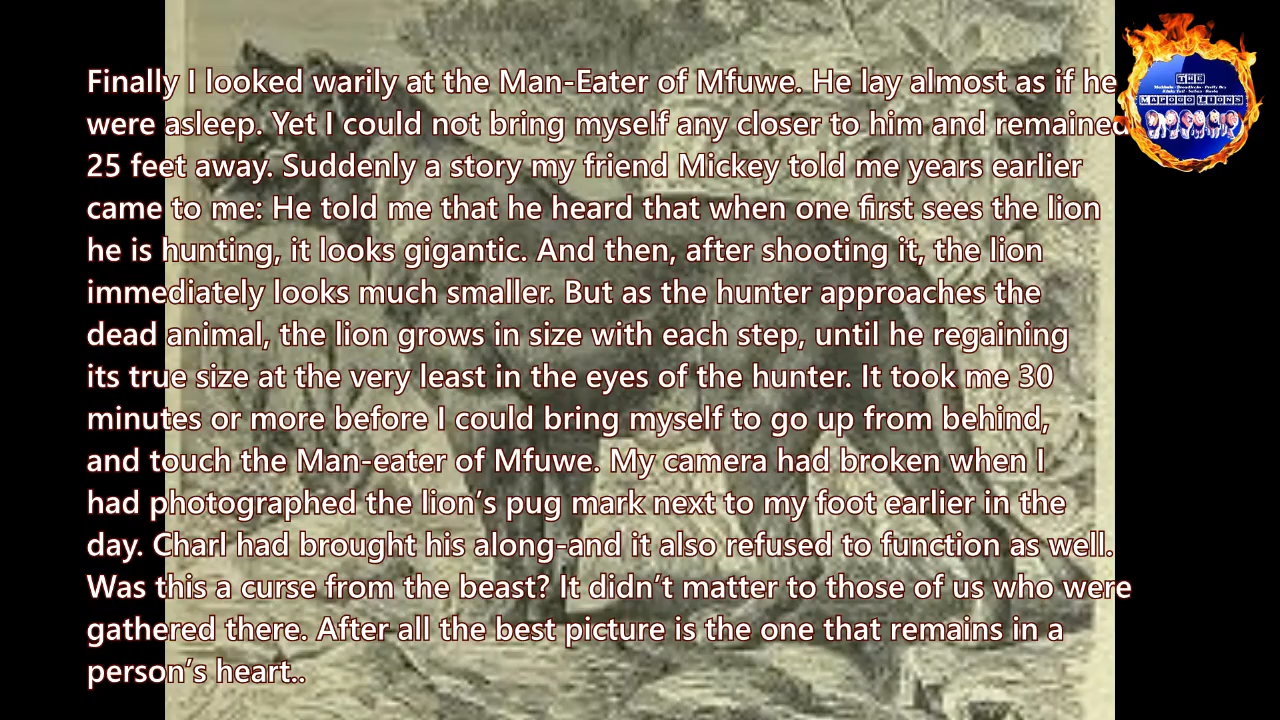 Finally I looked warily at the Man-Eater of Mfuwe. He lay almost as if he
were asleep. Yet I could not bring myself any closer to him and remained
25 feet away. Suddenly a story my friend Mickey told me years earlier
came to me: He told me that he heard that when one first sees the lion
he is hunting, it looks gigantic. And then, after shooting it, the lion
immediately looks much smaller. But as the hunter approaches the
dead animal, the lion grows in size with each step, until he regaining
its true size at the very least in the eyes of the hunter. It took me 30
minutes or more before I could bring myself to go up from behind,
and touch the Man-eater of Mfuwe. My camera had broken when I
had photographed the lion’s pug mark next to my foot earlier in the
day. Charl had brought his along-and it also refused to function as well.
Was this a curse from the beast? It didn’t matter to those of us who were
gathered there. After all the best picture is the one that remains in a
person’s heart..
THE
MAPOGO LIONS